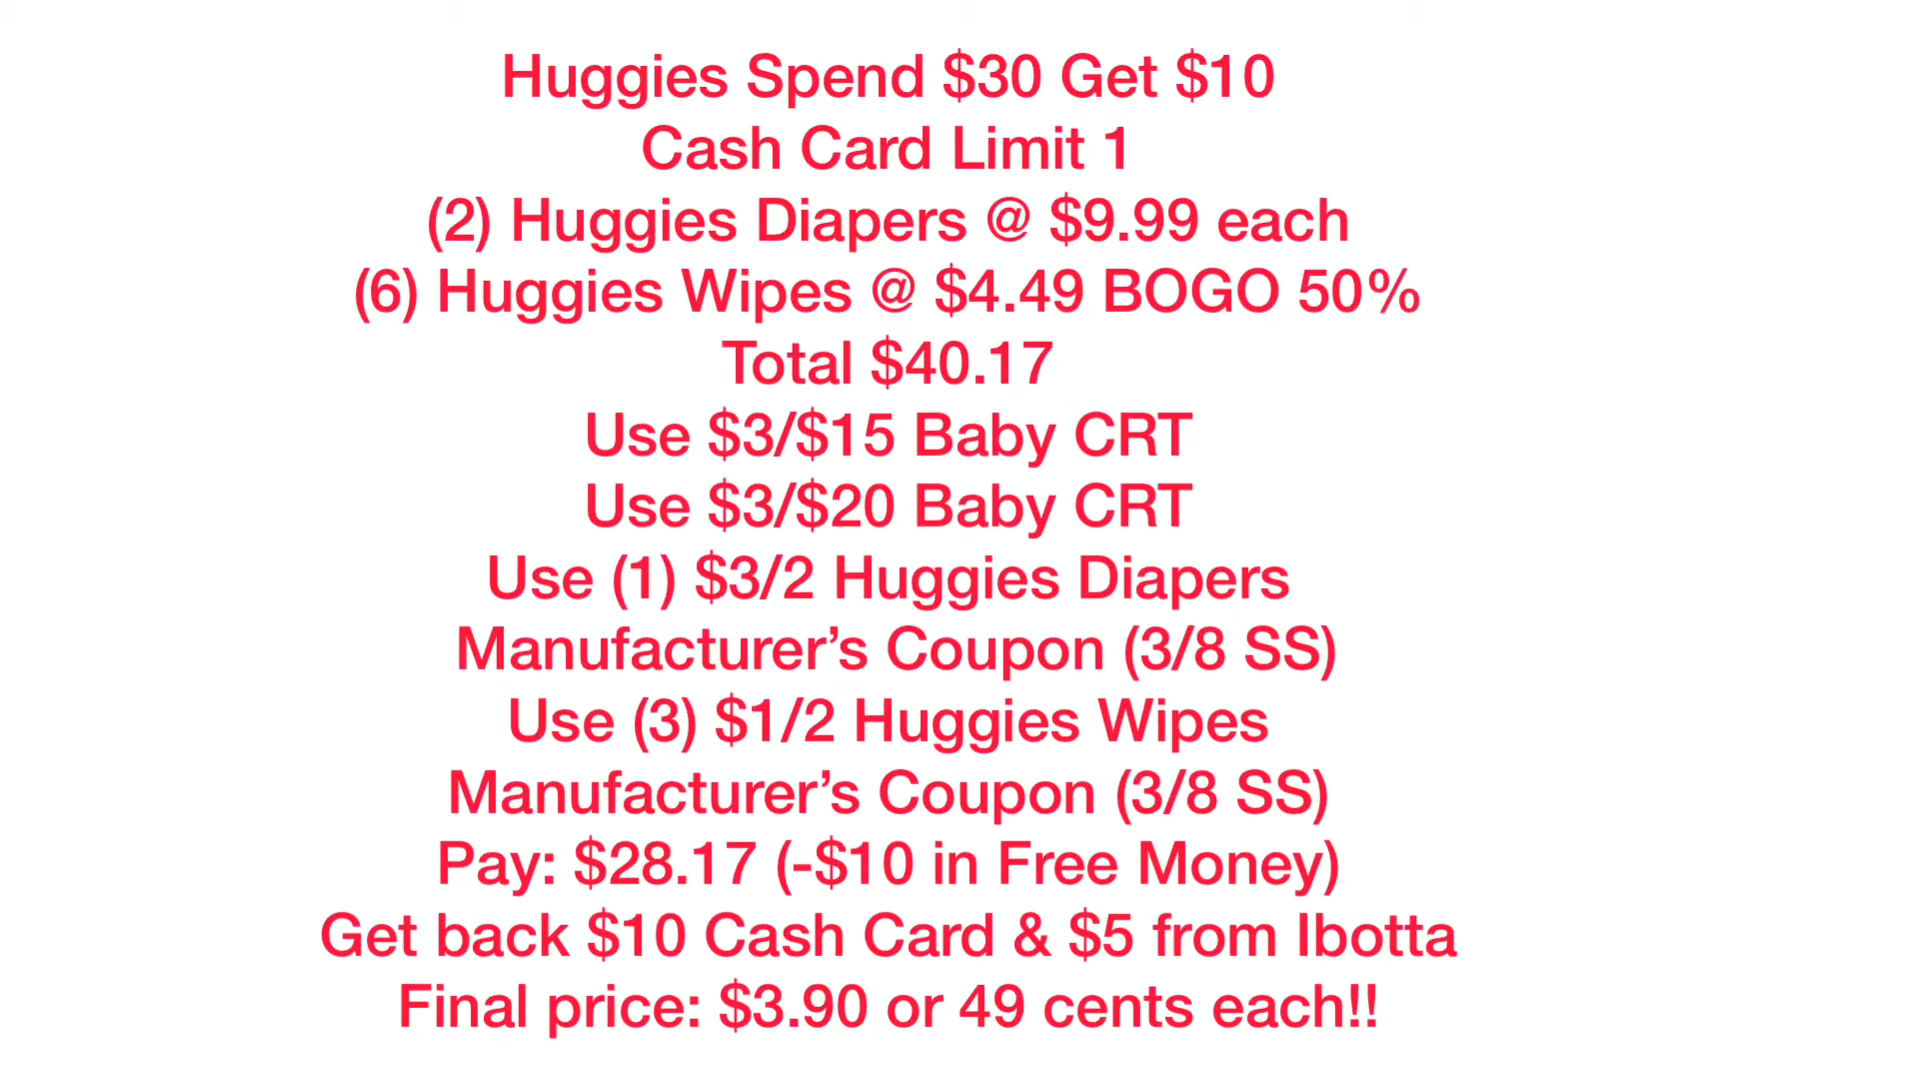 Huggies Spend $30 Get $10
Cash Card Limit 1
(2) Huggies Diapers @ $9.99 each
(6) Huggies Wipes @ $4.49 BOGO 50%
Total $40.17
Use $3/$15 Baby CRT
Use $3/$20 Baby CRT
Use (1) $3/2 Huggies Diapers
Manufacturer’s Coupon (3/8 SS)
Use (3) $1/2 Huggies Wipes
Manufacturer’s Coupon (3/8 SS)
Pay: $28.17 (-$10 in Free Money)
Get back $10 Cash Card & $5 from Ibotta
Final price: $3.90 or 49 cents each!!